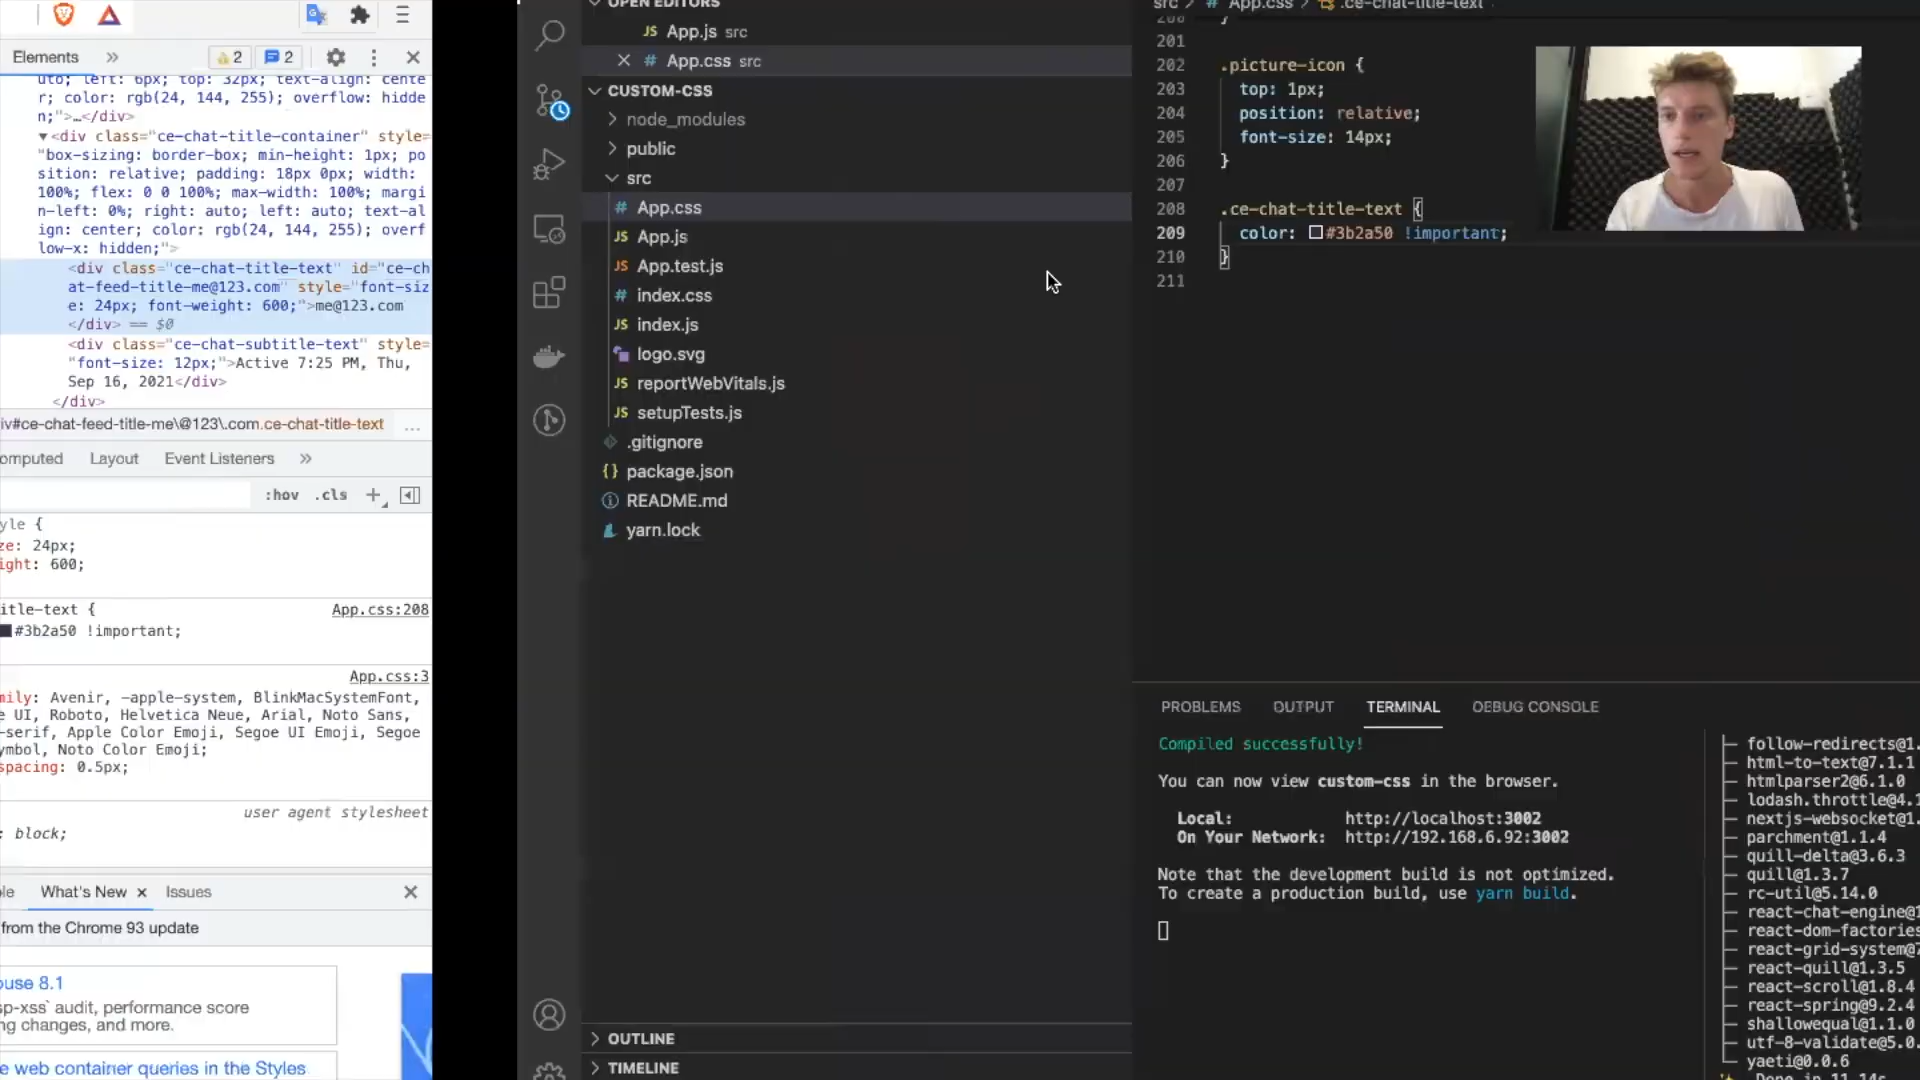 Elements
2
2
uto; left: 6px; top: 32px; text-align: cente
r; color: rgb(24, 144, 255); overflow: hidde
n;">…</div>
▼<div class="ce-chat-title-container" style=
"box-sizing: border-box; min-height: 1px; po
sition: relative; padding: 18px 0px; width:
100%; flex: 0 0 100%; max-width: 100%; margi
n-left: 0%; right: auto; left: auto; text-al
ign: center; color: rgb(24, 144, 255); overf
low-x: hidden;">
<div class="ce-chat-title-text" id="ce-ch
at-feed-title-me@123.com" style="font-siz
e: 24px; font-weight: 600;">me@123.com
</div> == $0
<div class="ce-chat-subtitle-text" style=
"font-size: 12px;">Active 7:25 PM, Thu,
Sep 16, 2021</div>
</div>
iv#ce-chat-feed-title-me\@123\.com.ce-chat-title-text
...
omputed
Layout
Event Listeners
:hov .cls +
yle {
ze: 24px;
ight: 600;
itle-text {
App.css:208
#3b2a50 !important;
App.css:3
mily: Avenir, -apple-system, BlinkMacSystemFont,
e UI, Roboto, Helvetica Neue, Arial, Noto Sans,
-serif, Apple Color Emoji, Segoe UI Emoji, Segoe
ymbol, Noto Color Emoji;
spacing: 0.5px;
user agent stylesheet
: block;
le
What's New ×
Issues
from the Chrome 93 update
ouse 8.1
sp-xss` audit, performance score
ng changes, and more.
e web container queries in the Styles
OPEN EDITORS
JS App.js src
# App.css src
CUSTOM-CSS
node_modules
public
src
# App.css
JS App.js
JS App.test.js
# index.css
JS index.js
logo.svg
JS reportWebVitals.js
JS setupTests.js
.gitignore
{} package.json
README.md
yarn.lock
OUTLINE
TIMELINE
src > # App.css > .ce-chat-title-text
200 }
201
202 .picture-icon {
203 top: 1px;
204 position: relative;
205 font-size: 14px;
206 }
207
208 .ce-chat-title-text {
209 color: #3b2a50 !important;
210 }
211
PROBLEMS
OUTPUT
TERMINAL
DEBUG CONSOLE
Compiled successfully!
You can now view custom-css in the browser.
Local: http://localhost:3002
On Your Network: http://192.168.6.92:3002
Note that the development build is not optimized.
To create a production build, use yarn build.
follow-redirects@1.
html-to-text@7.1.1
htmlparser2@6.1.0
lodash.throttle@4.1
nextjs-websocket@1.
parchment@1.1.4
quill-delta@3.6.3
quill@1.3.7
rc-util@5.14.0
react-chat-engine@1
react-dom-factories
react-grid-system@7
react-quill@1.3.5
react-scroll@1.8.4
react-spring@9.2.4
shallowequal@1.1.0
utf-8-validate@5.0.
yaeti@0.0.6
Done in 11.14s